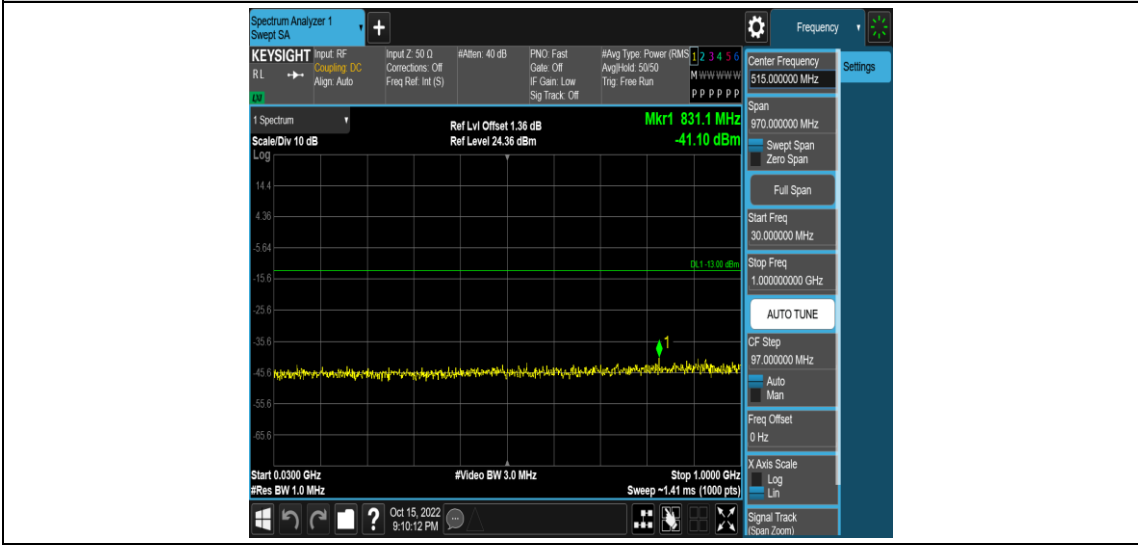 Spectrum Analyzer 1
Swept SA
+
Frequency
KEYSIGHT
RL
LM
Input: RF
Coupling: DC
Align: Auto
Input Z: 50 Ω
Corrections: Off
Freq Ref: Int (S)
#Atten: 40 dB
PNO: Fast
Gate: Off
IF Gain: Low
Sig Track: Off
#Avg Type: Power (RMS
Avg|Hold: 50/50
Trig: Free Run
1 2 3 4 5 6
M W W W W W
P P P P P P
1 Spectrum
Scale/Div 10 dB
Log
Ref Lvl Offset 1.36 dB
Ref Level 24.36 dBm
Mkr1 831.1 MHz
-41.10 dBm
14.4
4.36
-5.64
DL1 -13.00 dBm
-15.6
-25.6
-35.6
1
-45.6
-55.6
-65.6
Start 0.0300 GHz
#Res BW 1.0 MHz
#Video BW 3.0 MHz
Stop 1.0000 GHz
Sweep ~1.41 ms (1000 pts)
?
Oct 15, 2022
9:10:12 PM
Center Frequency
515.000000 MHz
Settings
Span
970.000000 MHz
Swept Span
Zero Span
Full Span
Start Freq
30.000000 MHz
Stop Freq
1.000000000 GHz
AUTO TUNE
CF Step
97.000000 MHz
Auto
Man
Freq Offset
0 Hz
X Axis Scale
Log
Lin
Signal Track
(Span Zoom)